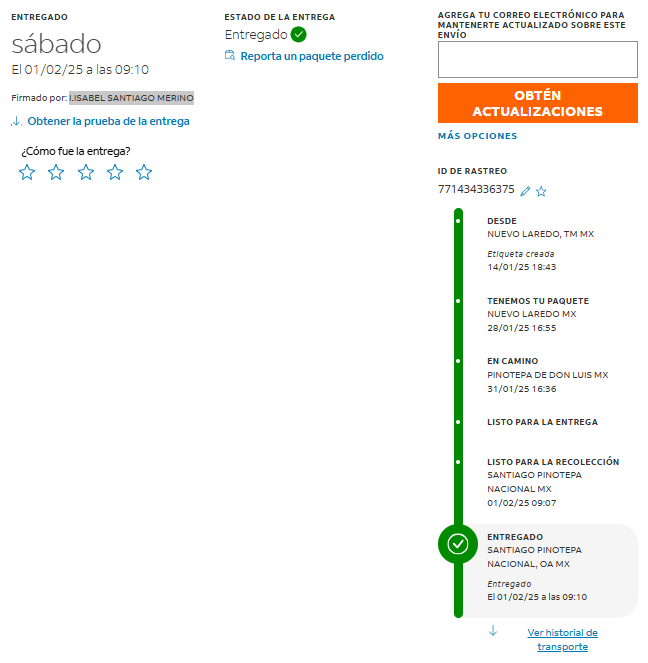 ENTREGADO
sábado
El 01/02/25 a las 09:10
Firmado por: I.ISABEL SANTIAGO MERINO
Obtener la prueba de la entrega
¿Cómo fue la entrega?
ESTADO DE LA ENTREGA
Entregado
Reporta un paquete perdido
AGREGA TU CORREO ELECTRÓNICO PARA
MANTENERTE ACTUALIZADO SOBRE ESTE
ENVÍO
OBTÉN
ACTUALIZACIONES
MÁS OPCIONES
ID DE RASTREO
771434336375
DESDE
NUEVO LAREDO, TM MX
Etiqueta creada
14/01/25 18:43
TENEMOS TU PAQUETE
NUEVO LAREDO MX
28/01/25 16:55
EN CAMINO
PINOTEPA DE DON LUIS MX
31/01/25 16:36
LISTO PARA LA ENTREGA
LISTO PARA LA RECOLECCIÓN
SANTIAGO PINOTEPA
NACIONAL MX
01/02/25 09:07
ENTREGADO
SANTIAGO PINOTEPA
NACIONAL, OA MX
Entregado
El 01/02/25 a las 09:10
Ver historial de
transporte